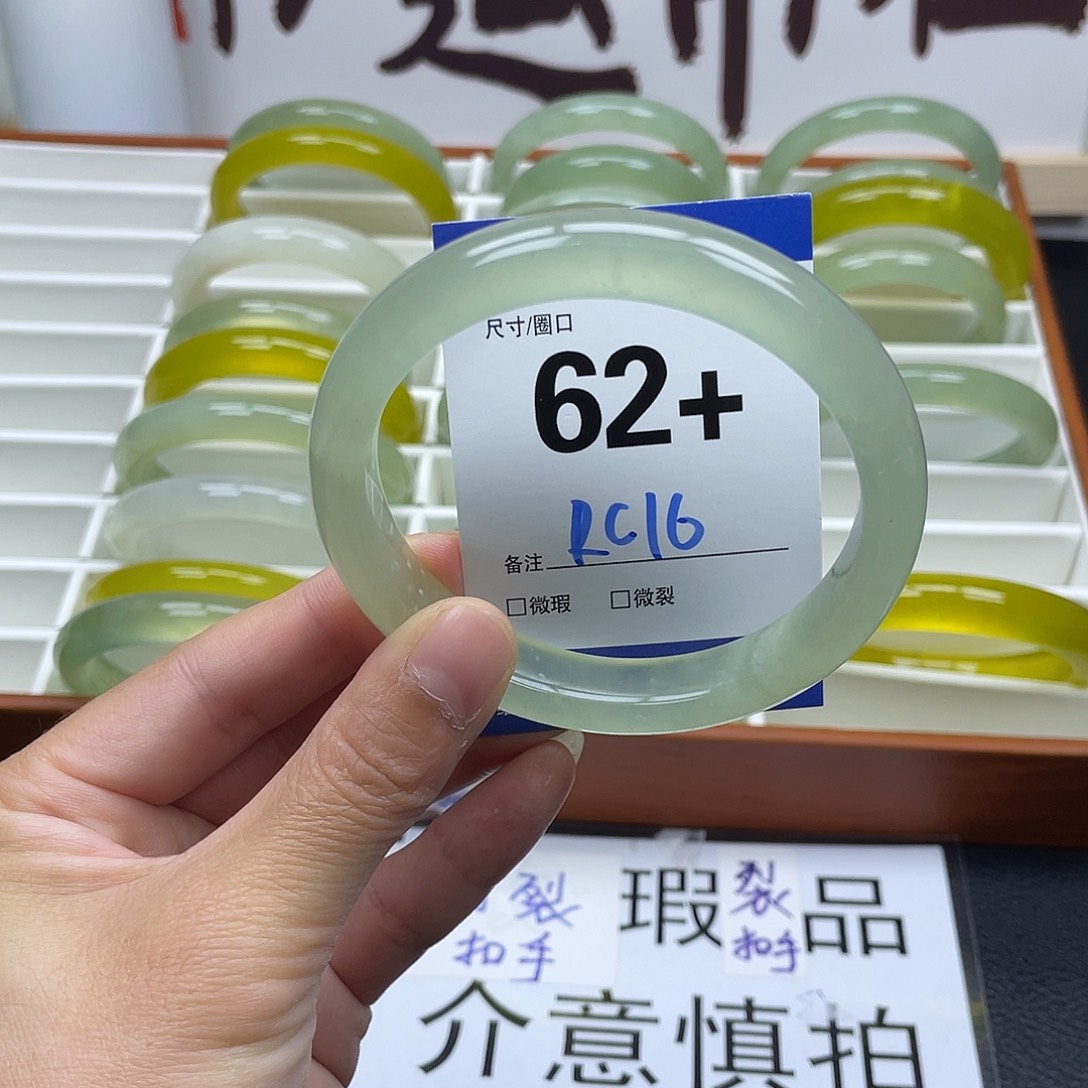 尺寸/圈口
62+
备注 RC16
□微瑕 □微裂
裂 瑕 裂 品
扣手 扣手
介意慎拍